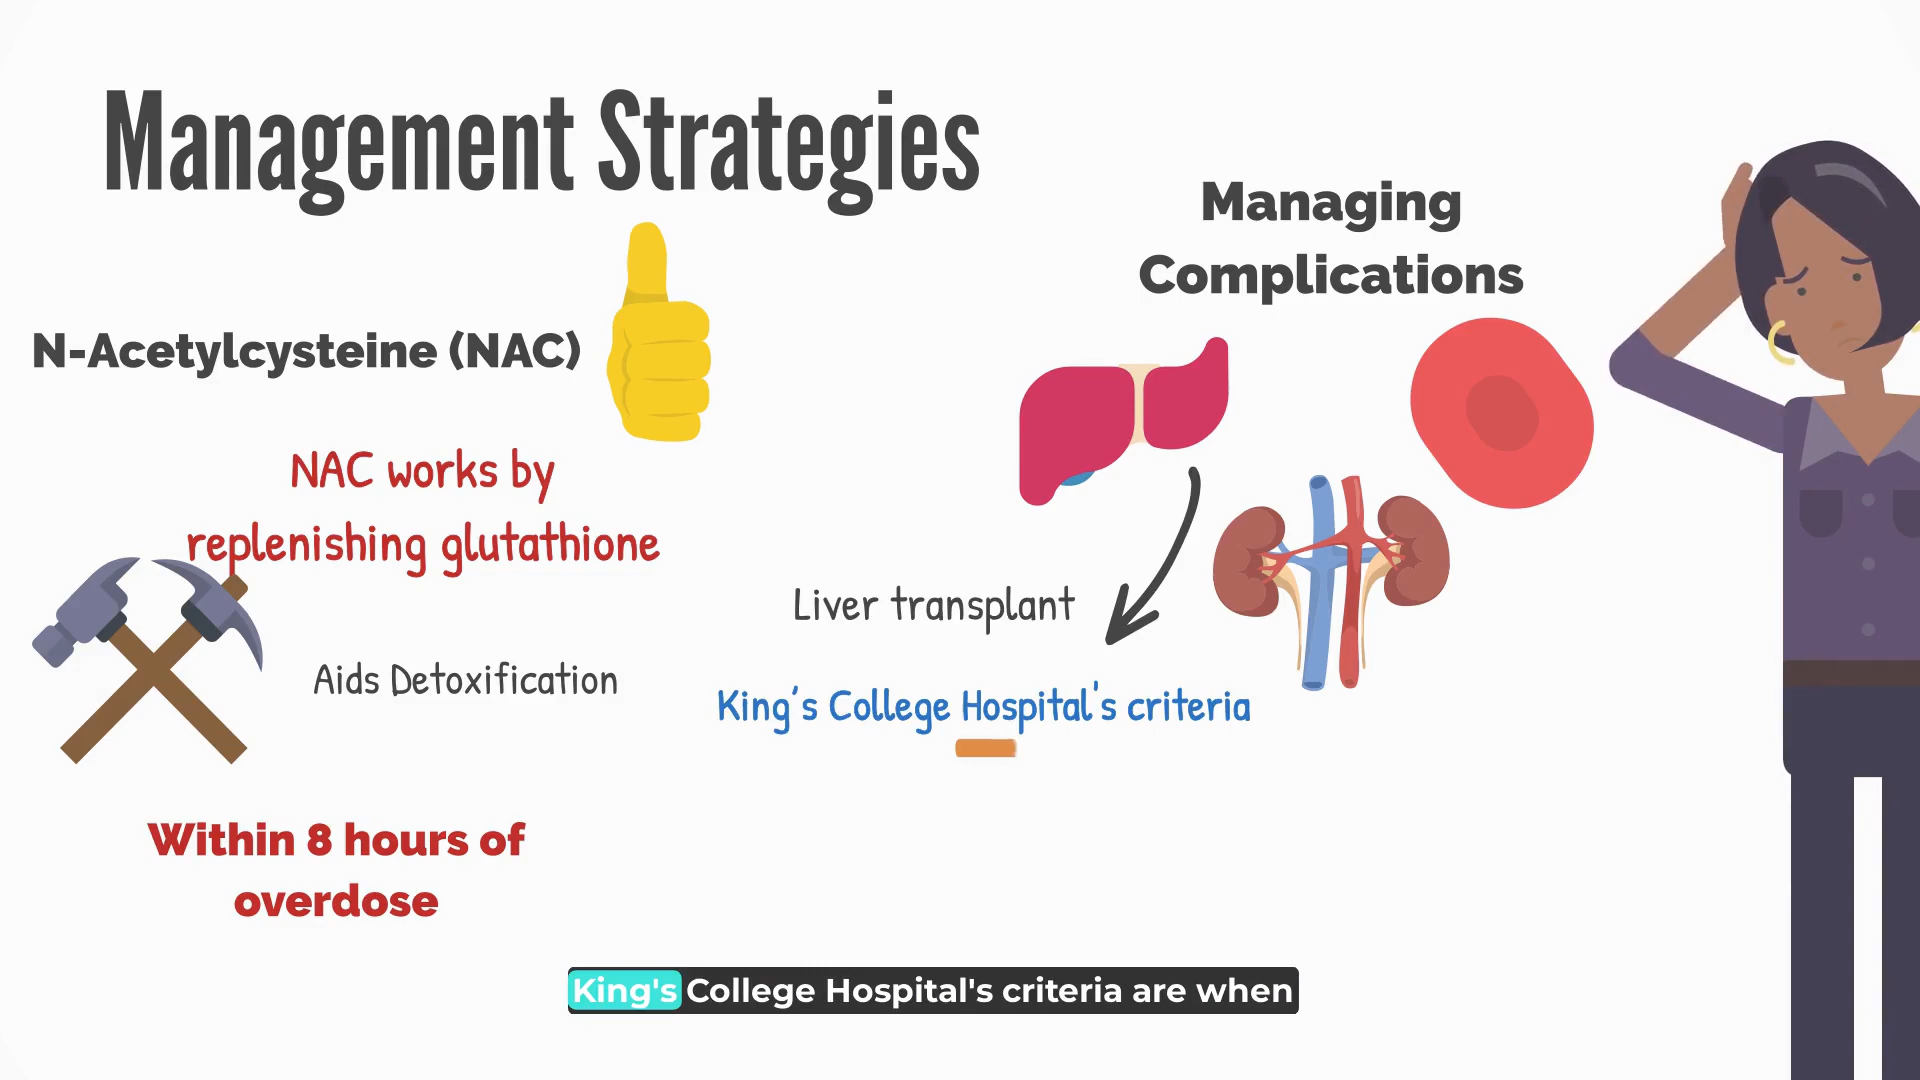 Management Strategies
N-Acetylcysteine (NAC)
NAC works by
replenishing glutathione
Aids Detoxification
Within 8 hours of
overdose
Managing
Complications
Liver transplant
King's College Hospital's criteria
King's College Hospital's criteria are when